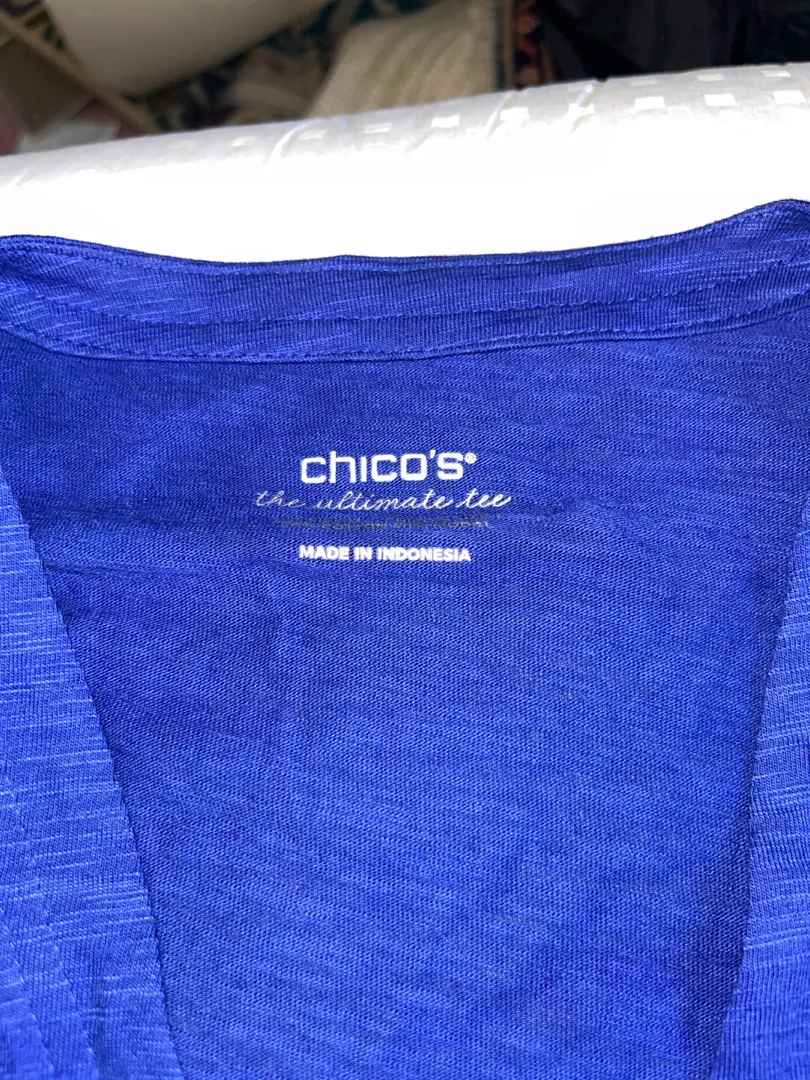 chico's®
the ultimate tee
MADE IN INDONESIA